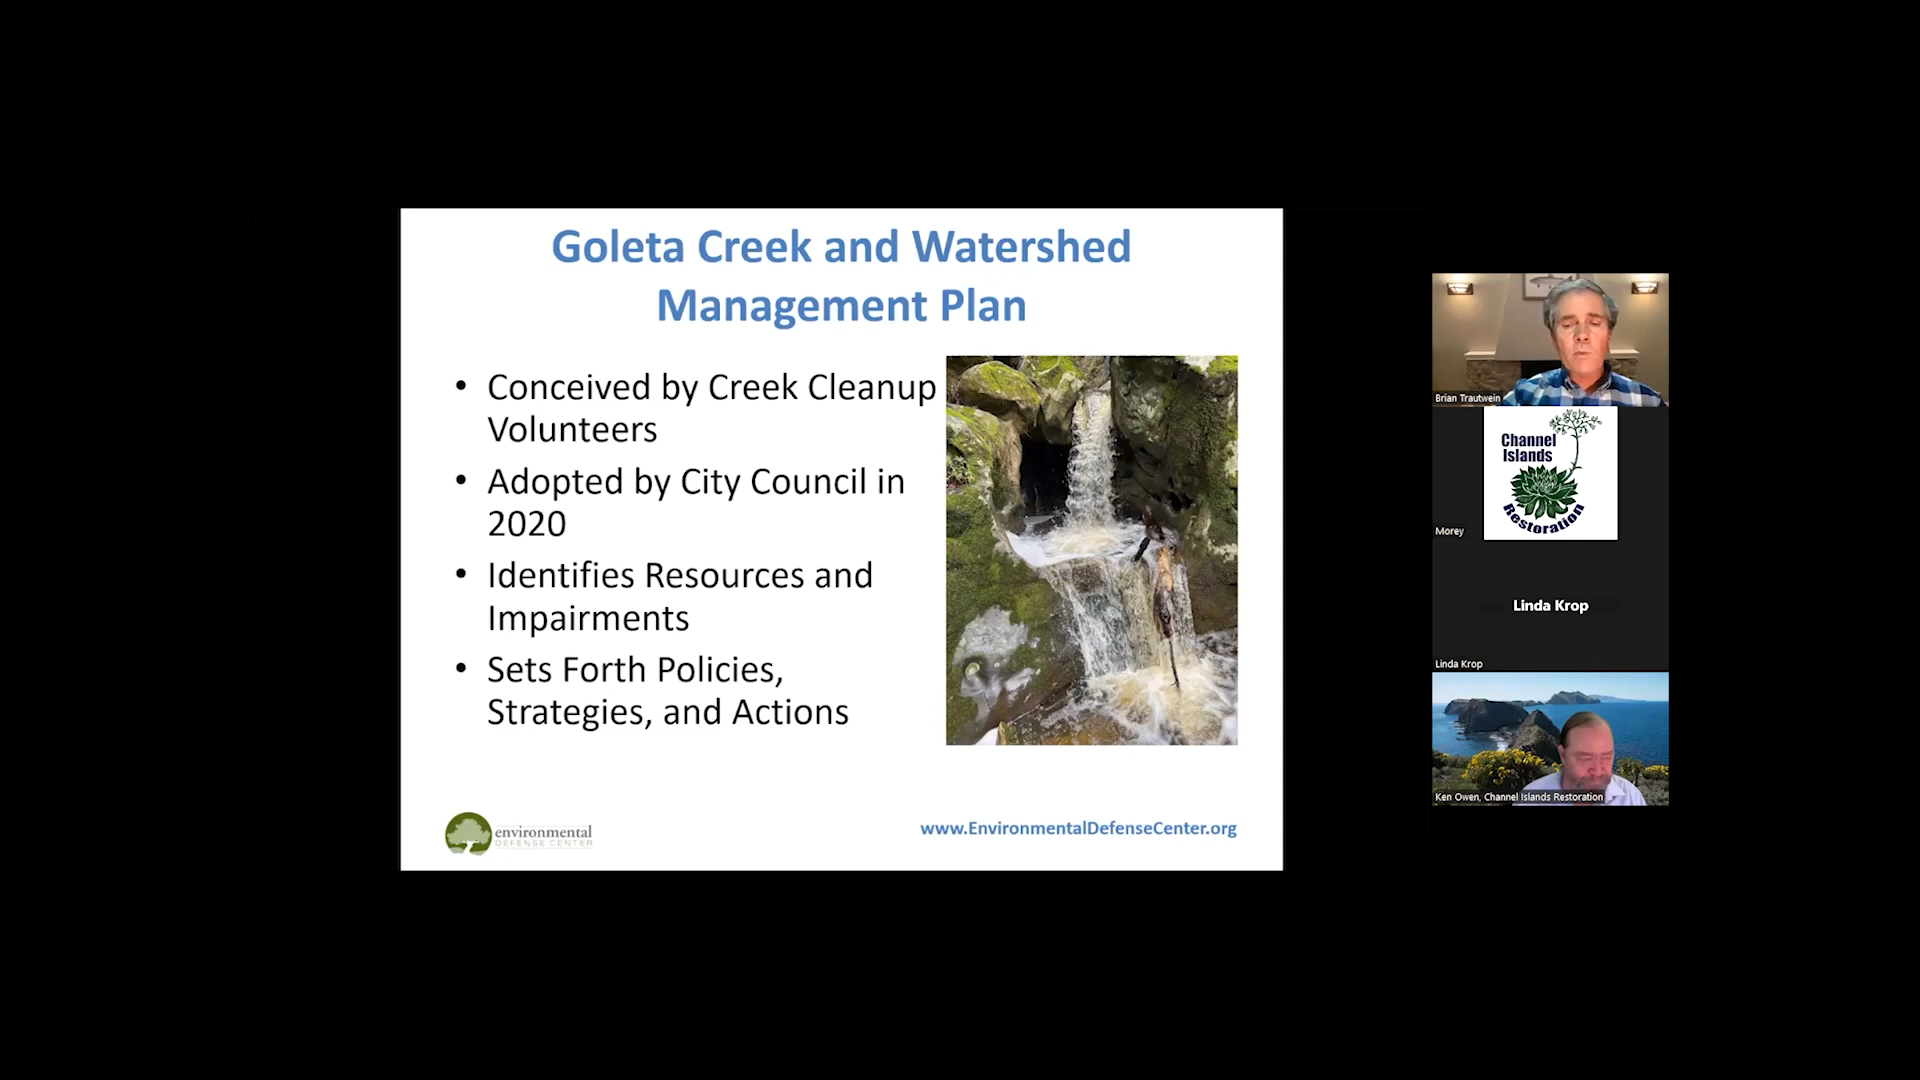 Goleta Creek and Watershed
Management Plan
• Conceived by Creek Cleanup
Volunteers
• Adopted by City Council in
2020
• Identifies Resources and
Impairments
• Sets Forth Policies,
Strategies, and Actions
environmental
DEFENSE CENTER
www.EnvironmentalDefenseCenter.org
Brian Trautwein
Channel
Islands
Restoration
Morey
Linda Krop
Linda Krop
Ken Owen, Channel Islands Restoration